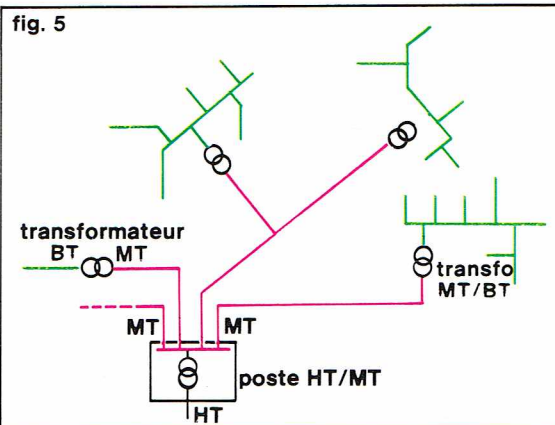 fig. 5
transformateur
BT MT
transfo
MT/BT
MT MT
poste HT/MT
HT